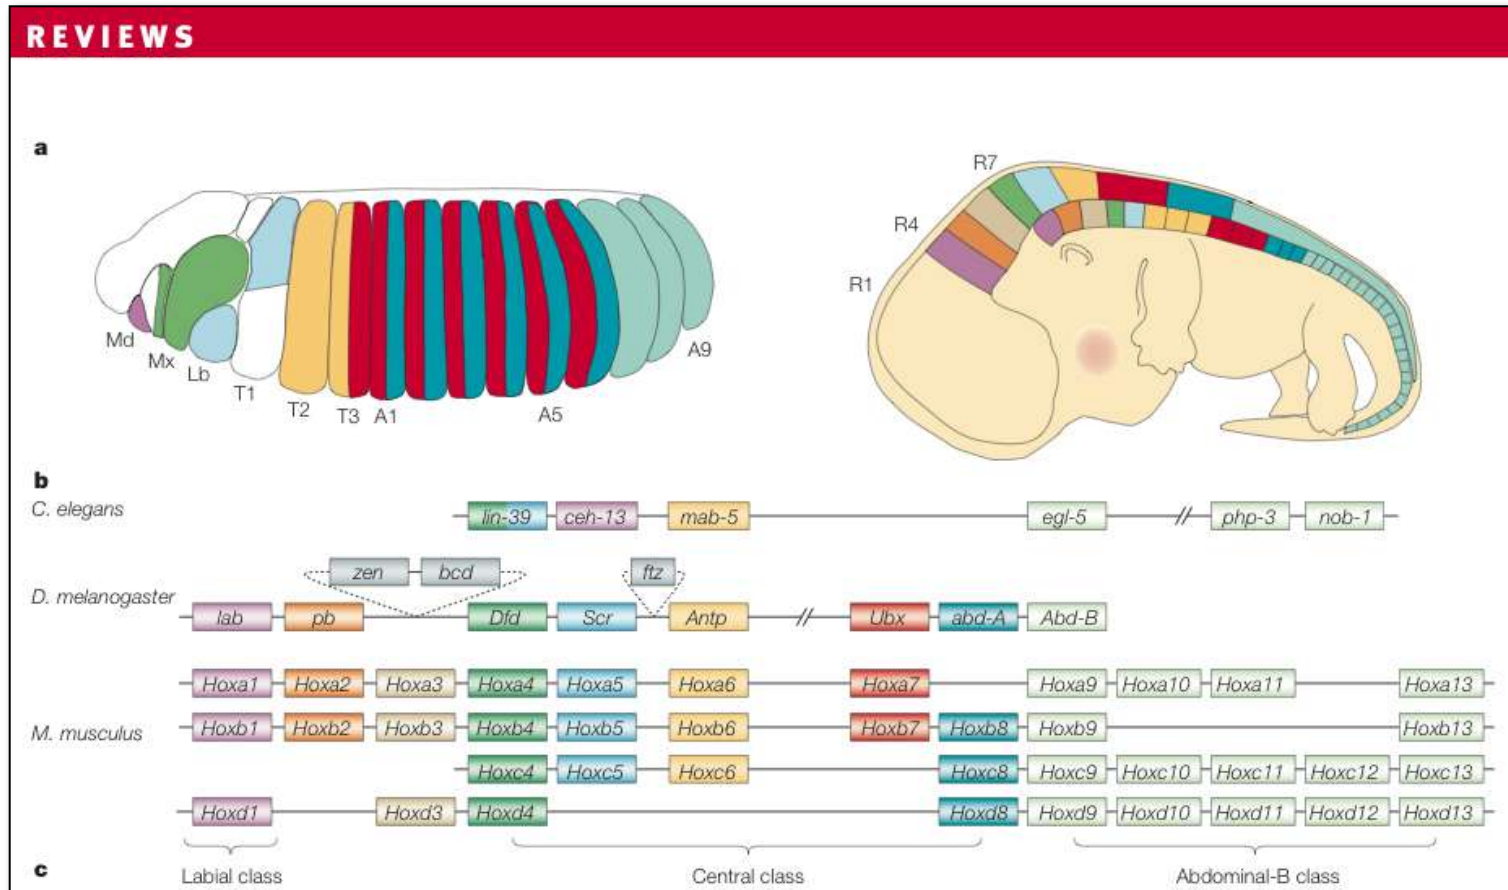 REVIEWS
a
R7
R4
R1
Md
Mx
Lb
T1
T2
T3
A1
A5
A9
b
C. elegans
lin-39 ceh-13 mab-5 egl-5 php-3 nob-1
zen bcd ftz
D. melanogaster
lab pb Dfd Scr Antp Ubx abd-A Abd-B
Hoxa1 Hoxa2 Hoxa3 Hoxa4 Hoxa5 Hoxa6 Hoxa7 Hoxa9 Hoxa10 Hoxa11 Hoxa13
M. musculus
Hoxb1 Hoxb2 Hoxb3 Hoxb4 Hoxb5 Hoxb6 Hoxb7 Hoxb8 Hoxb9 Hoxb13
Hoxc4 Hoxc5 Hoxc6 Hoxc8 Hoxc9 Hoxc10 Hoxc11 Hoxc12 Hoxc13
Hoxd1 Hoxd3 Hoxd4 Hoxd8 Hoxd9 Hoxd10 Hoxd11 Hoxd12 Hoxd13
c
Labial class Central class Abdominal-B class